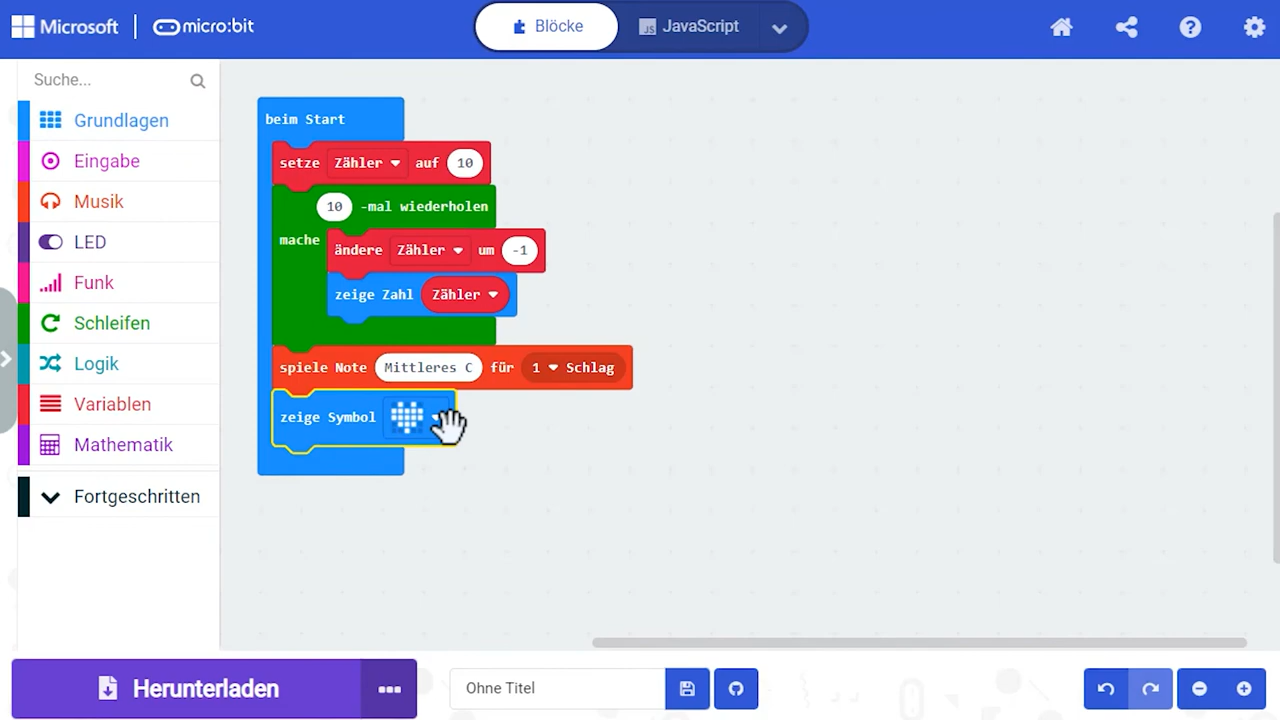 Microsoft micro:bit Blöcke JavaScript
Suche...
Grundlagen
Eingabe
Musik
LED
Funk
Schleifen
Logik
Variablen
Mathematik
Fortgeschritten
beim Start
setze Zähler auf 10
10 -mal wiederholen
mache
ändere Zähler um -1
zeige Zahl Zähler
spiele Note Mittleres C für 1 Schlag
zeige Symbol
Herunterladen Ohne Titel